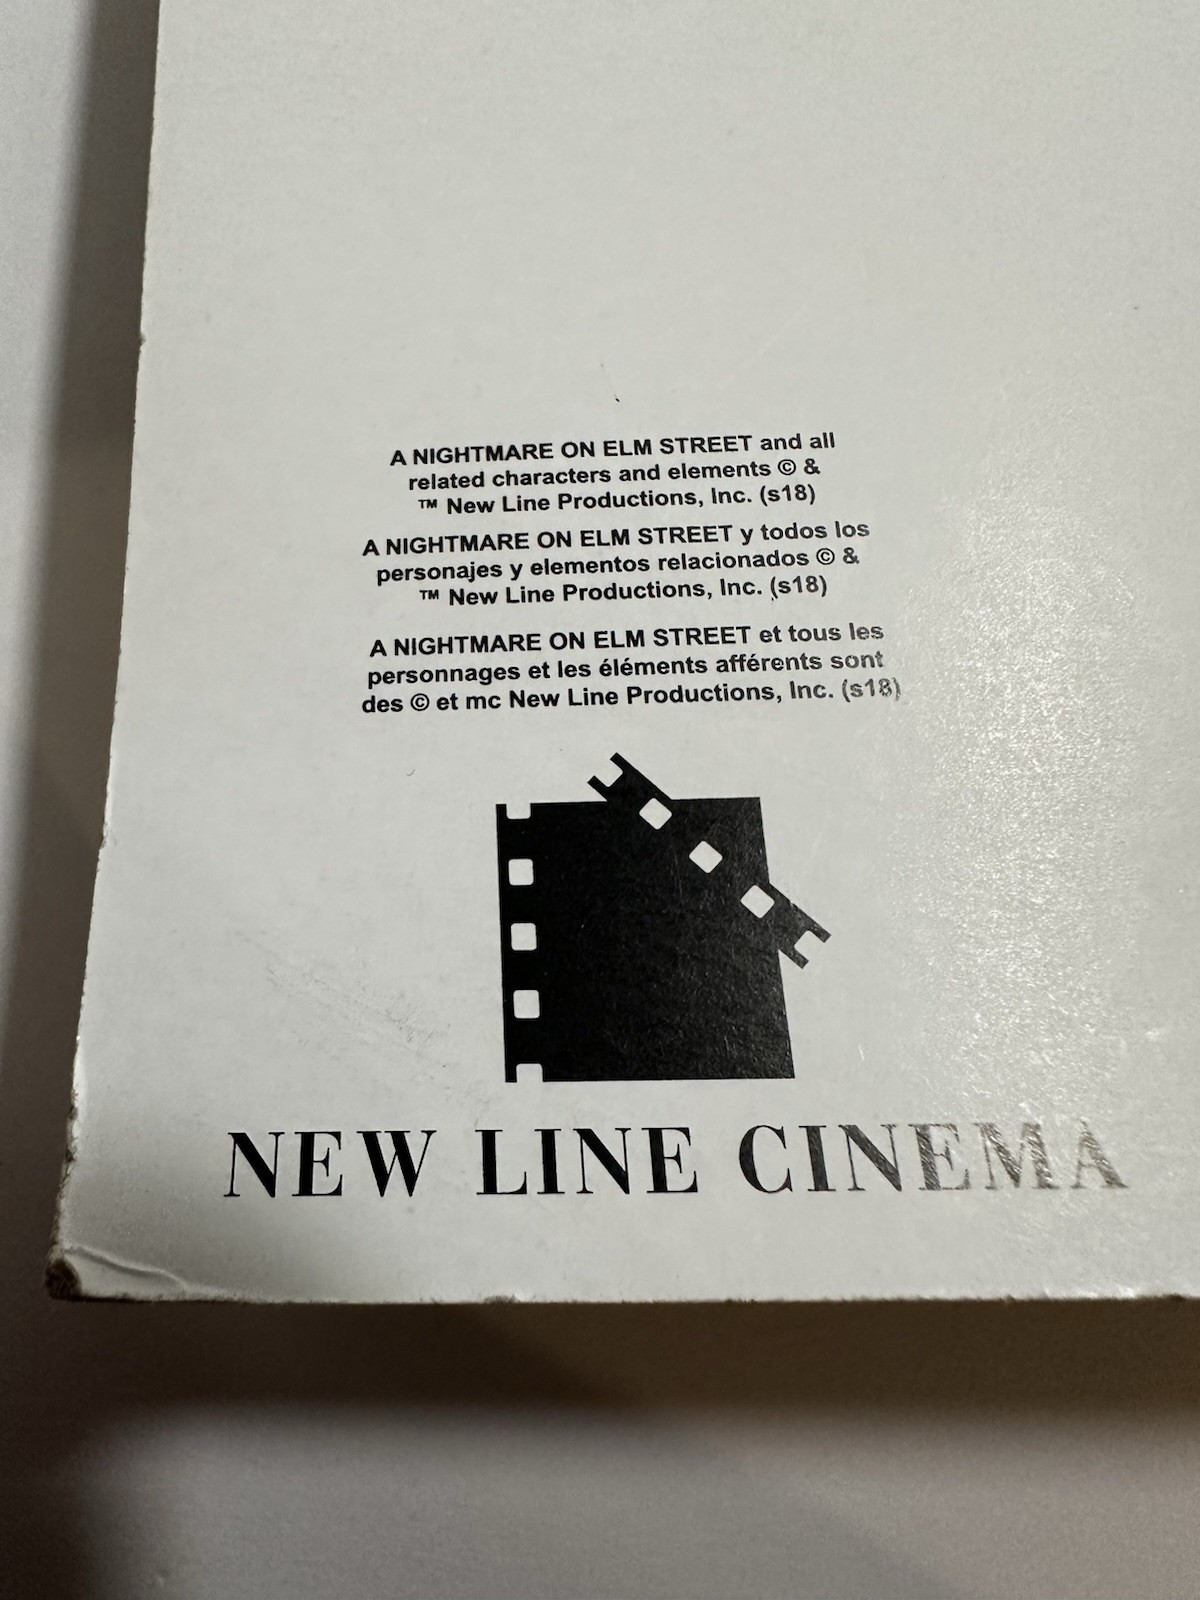 A NIGHTMARE ON ELM STREET and all
related characters and elements © &
™ New Line Productions, Inc. (s18)
A NIGHTMARE ON ELM STREET y todos los
personajes y elementos relacionados © &
™ New Line Productions, Inc. (s18)
A NIGHTMARE ON ELM STREET et tous les
personnages et les éléments afférents sont
des © et mc New Line Productions, Inc. (s18)
NEW LINE CINEMA